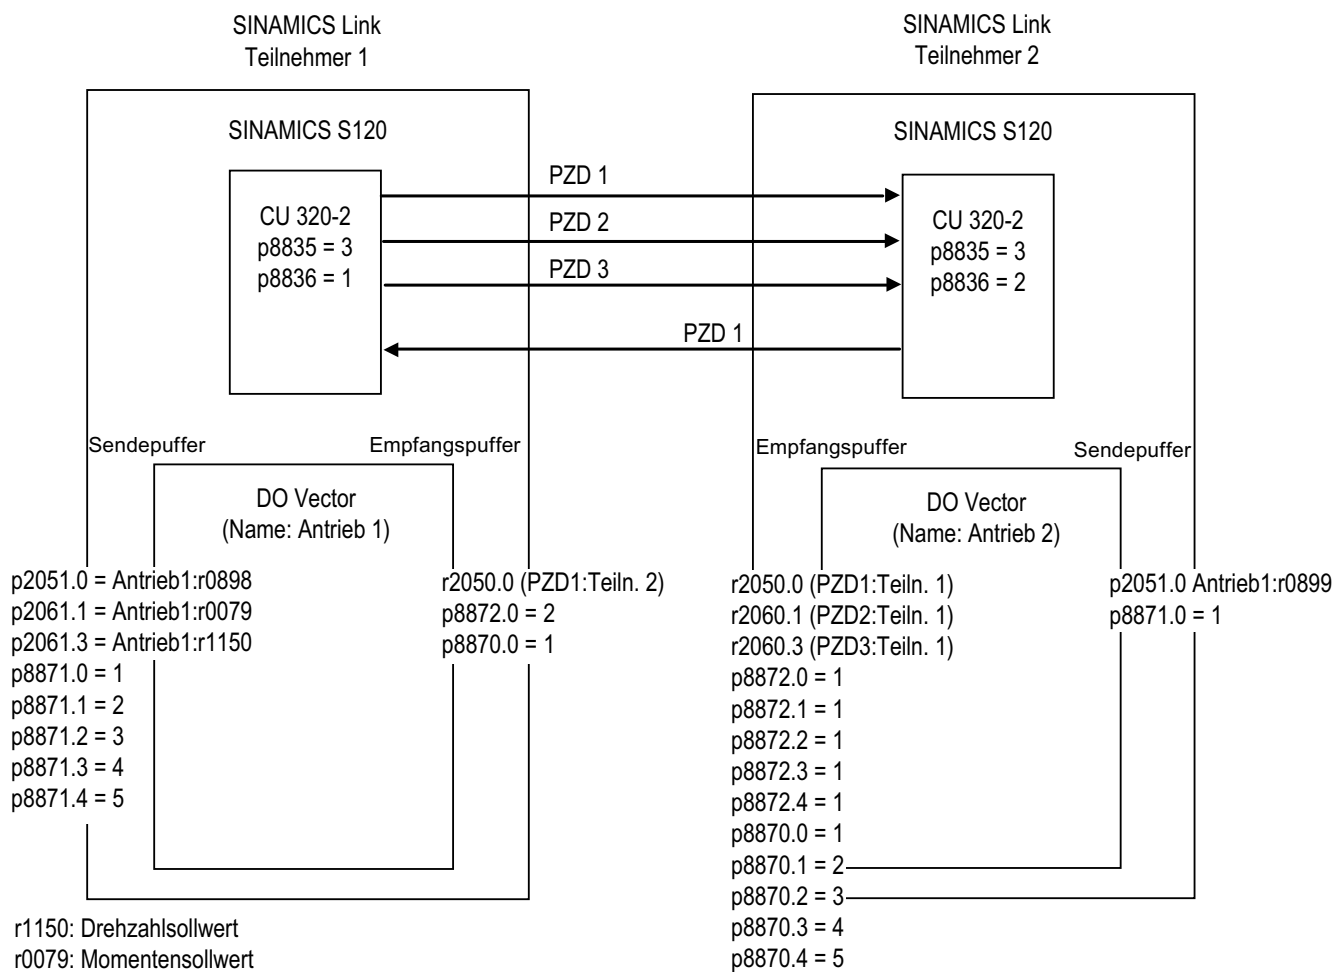 SINAMICS Link
Teilnehmer 1
SINAMICS Link
Teilnehmer 2
SINAMICS S120
SINAMICS S120
CU 320-2
p8835 = 3
p8836 = 1
PZD 1
PZD 2
PZD 3
PZD 1
CU 320-2
p8835 = 3
p8836 = 2
Sendepuffer
Empfangspuffer
DO Vector
(Name: Antrieb 1)
p2051.0 = Antrieb1:r0898
p2061.1 = Antrieb1:r0079
p2061.3 = Antrieb1:r1150
p8871.0 = 1
p8871.1 = 2
p8871.2 = 3
p8871.3 = 4
p8871.4 = 5
r2050.0 (PZD1:Teiln. 2)
p8872.0 = 2
p8870.0 = 1
Empfangspuffer
Sendepuffer
DO Vector
(Name: Antrieb 2)
r2050.0 (PZD1:Teiln. 1)
r2060.1 (PZD2:Teiln. 1)
r2060.3 (PZD3:Teiln. 1)
p8872.0 = 1
p8872.1 = 1
p8872.2 = 1
p8872.3 = 1
p8872.4 = 1
p8870.0 = 1
p8870.1 = 2
p8870.2 = 3
p8870.3 = 4
p8870.4 = 5
p2051.0 Antrieb1:r0899
p8871.0 = 1
r1150: Drehzahlsollwert
r0079: Momentensollwert